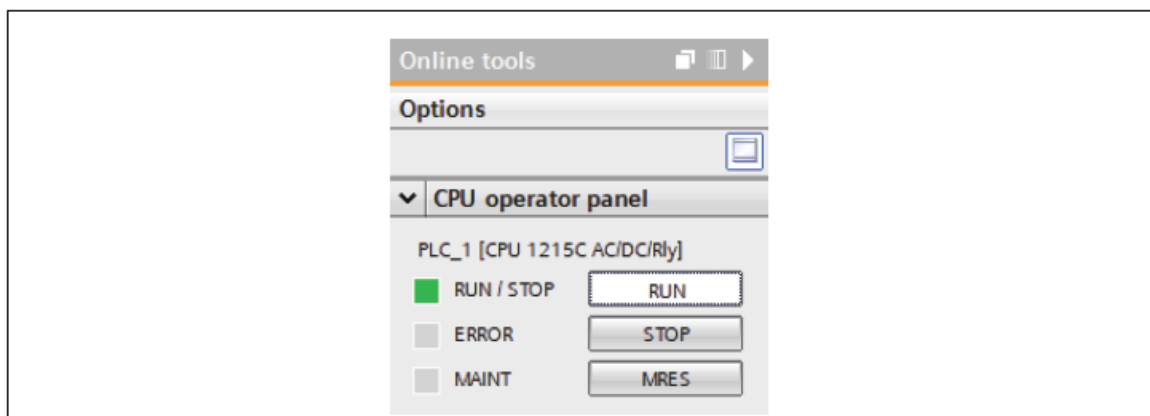 Online tools
Options
CPU operator panel
PLC_1 [CPU 1215C AC/DC/Rly]
RUN / STOP RUN
ERROR STOP
MAINT MRES